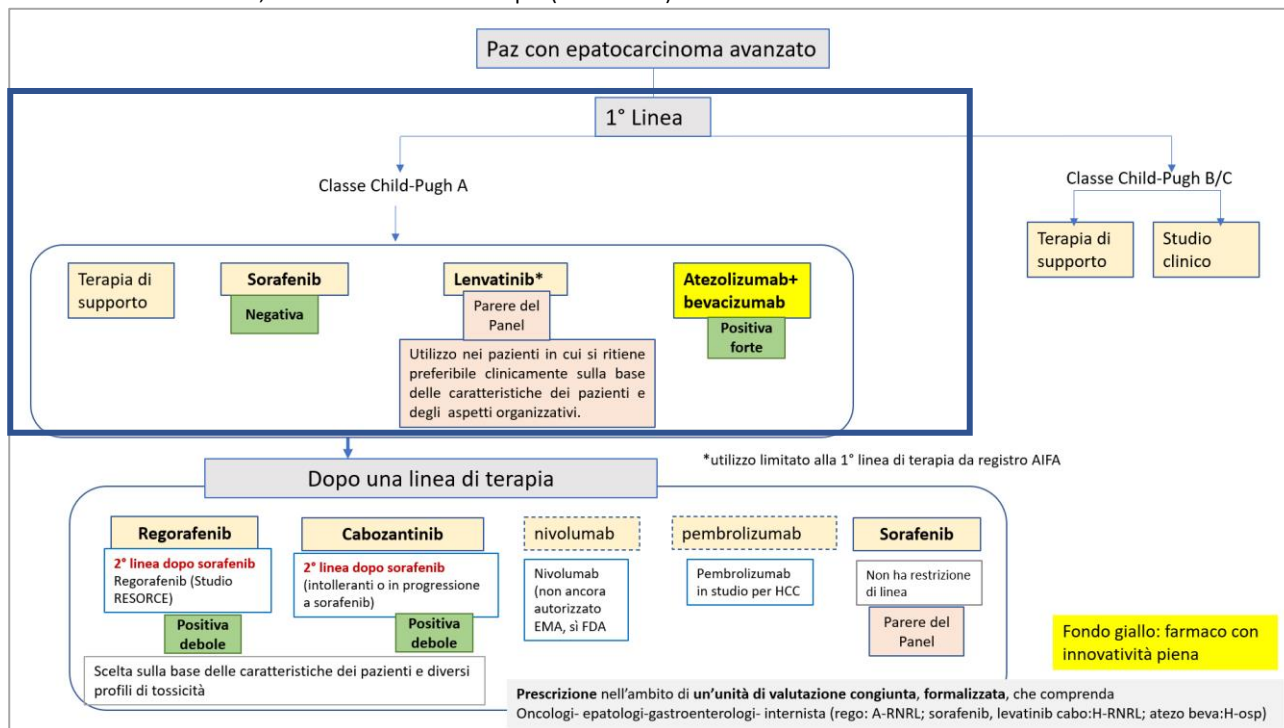 Paz con epatocarcinoma avanzato
1° Linea
Classe Child-Pugh A
Classe Child-Pugh B/C
Terapia di
supporto
Studio
clinico
Terapia di
supporto
Sorafenib
Negativa
Lenvatinib*
Parere del
Panel
Utilizzo nei pazienti in cui si ritiene
preferibile clinicamente sulla base
delle caratteristiche dei pazienti e
degli aspetti organizzativi.
Atezolizumab+
bevacizumab
Positiva
forte
*utilizzo limitato alla 1° linea di terapia da registro AIFA
Dopo una linea di terapia
Regorafenib
2° linea dopo sorafenib
Regorafenib (Studio
RESORCE)
Positiva
debole
Cabozantinib
2° linea dopo sorafenib
(intolleranti o in progressione
a sorafenib)
Positiva
debole
Scelta sulla base delle caratteristiche dei pazienti e diversi
profili di tossicità
nivolumab
Nivolumab
(non ancora
autorizzato
EMA, sì FDA
pembrolizumab
Pembrolizumab
in studio per HCC
Sorafenib
Non ha restrizione
di linea
Parere del
Panel
Fondo giallo: farmaco con
innovatività piena
Prescrizione nell'ambito di un'unità di valutazione congiunta, formalizzata, che comprenda
Oncologi- epatologi-gastroenterologi- internista (rego: A-RNRL; sorafenib, levatinib cabo:H-RNRL; atezo beva:H-osp)